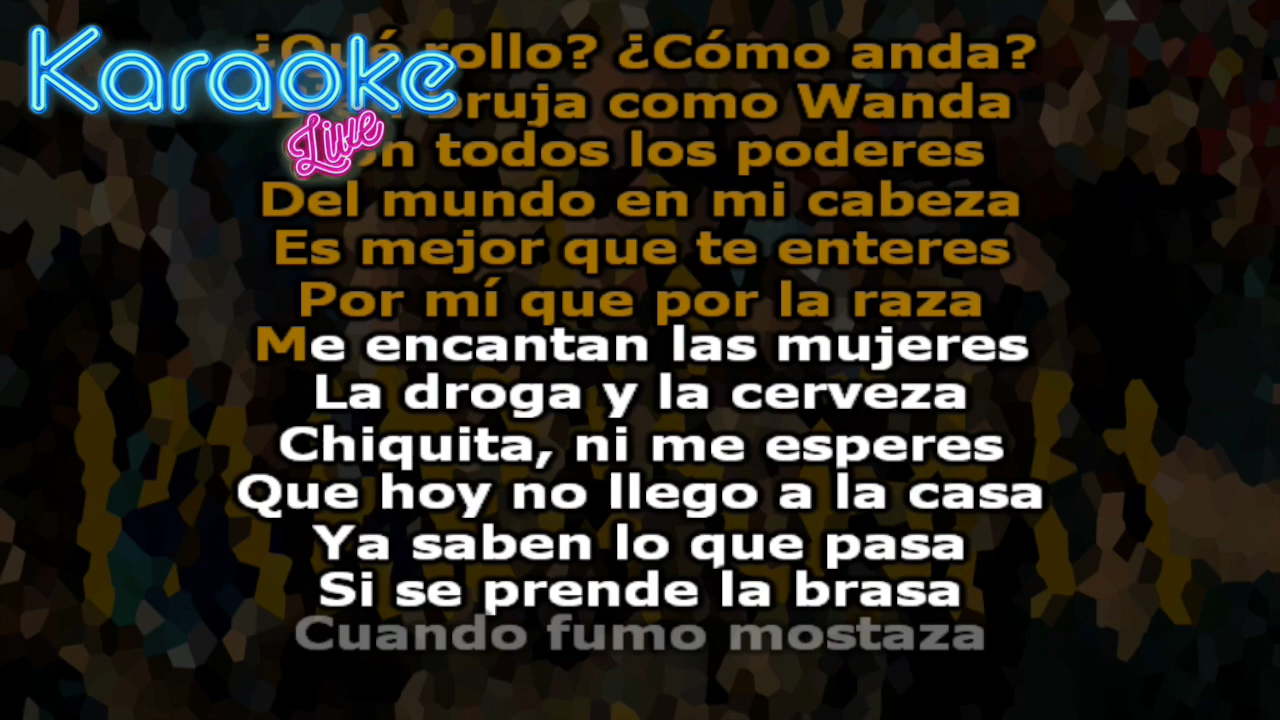 Karaoke
Live
¿Qué rollo? ¿Cómo anda?
bruja como Wanda
todos los poderes
Del mundo en mi cabeza
Es mejor que te enteres
Por mí que por la raza
Me encantan las mujeres
La droga y la cerveza
Chiquita, ni me esperes
Que hoy no llego a la casa
Ya saben lo que pasa
Si se prende la brasa
Cuando fumo mostaza